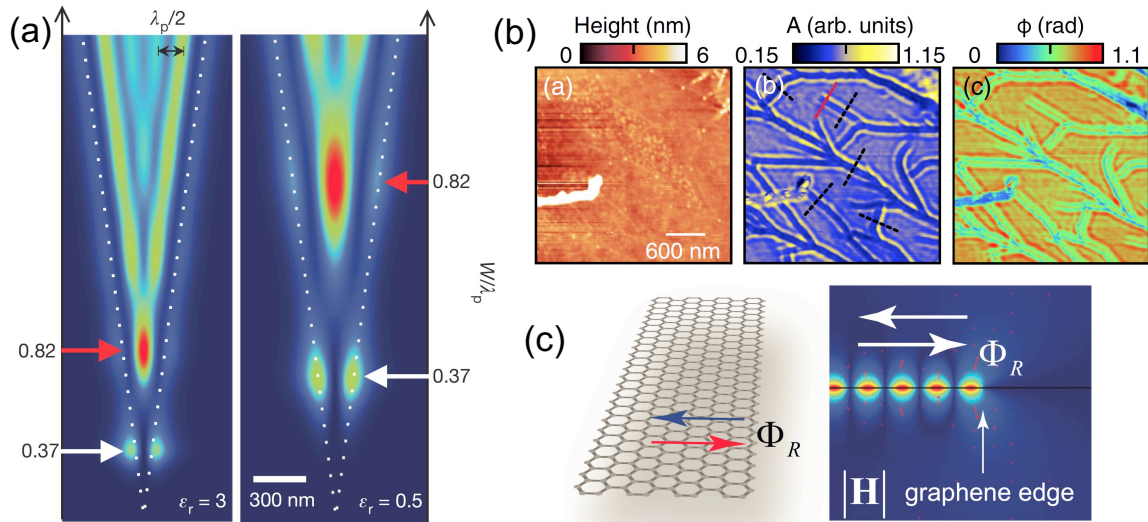 (a)
λp/2
0.82
0.37
εr = 3
300 nm
εr = 0.5
0.82
W/λp
0.37
(b)
Height (nm)
0
6
A (arb. units)
0.15
1.15
ϕ (rad)
0
1.1
(a)
600 nm
(b)
(c)
(c)
ΦR
ΦR
|H|
graphene edge